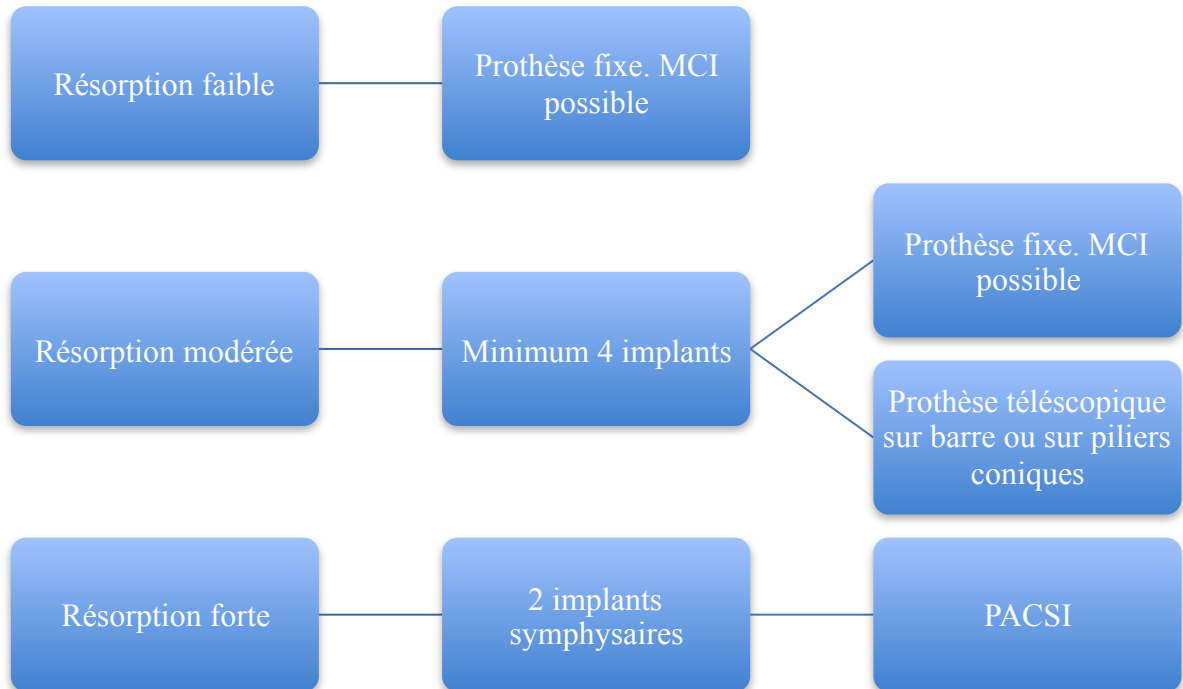 Résorption faible
Prothèse fixe. MCI
possible
Résorption modérée
Minimum 4 implants
Prothèse fixe. MCI
possible
Prothèse téléscopique
sur barre ou sur piliers
coniques
Résorption forte
2 implants
symphysaires
PACSI